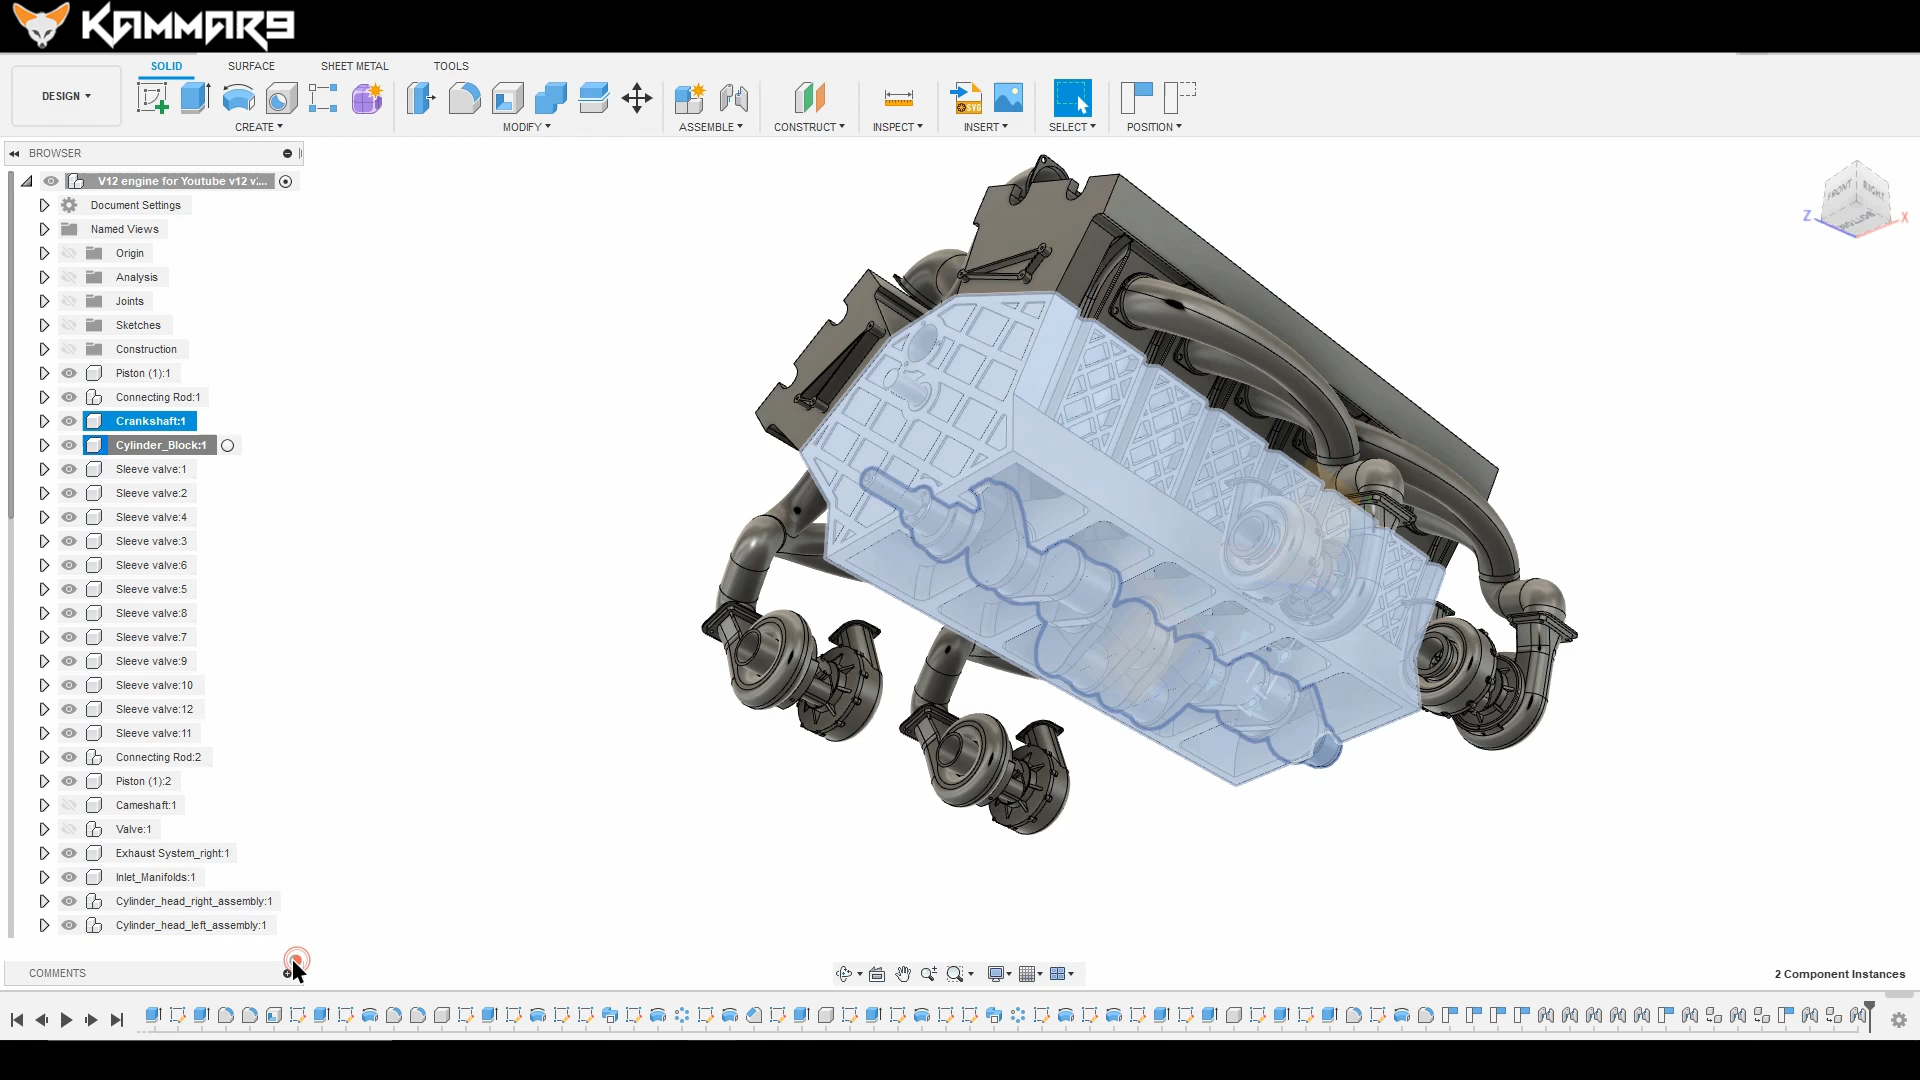 KAMMAR9
SOLID SURFACE SHEET METAL TOOLS
DESIGN
CREATE MODIFY ASSEMBLE CONSTRUCT INSPECT INSERT SELECT POSITION
SVG
BROWSER
V12 engine for Youtube v12 v:...
Document Settings
Named Views
Origin
Analysis
Joints
Sketches
Construction
Piston (1):1
Connecting Rod:1
Crankshaft:1
Cylinder_Block:1
Sleeve valve:1
Sleeve valve:2
Sleeve valve:4
Sleeve valve:3
Sleeve valve:6
Sleeve valve:5
Sleeve valve:8
Sleeve valve:7
Sleeve valve:9
Sleeve valve:10
Sleeve valve:12
Sleeve valve:11
Connecting Rod:2
Piston (1):2
Cameshaft:1
Valve:1
Exhaust System_right:1
Inlet_Manifolds:1
Cylinder_head_right_assembly:1
Cylinder_head_left_assembly:1
FRONT RIGHT
Z X
BOTTOM
COMMENTS
2 Component Instances